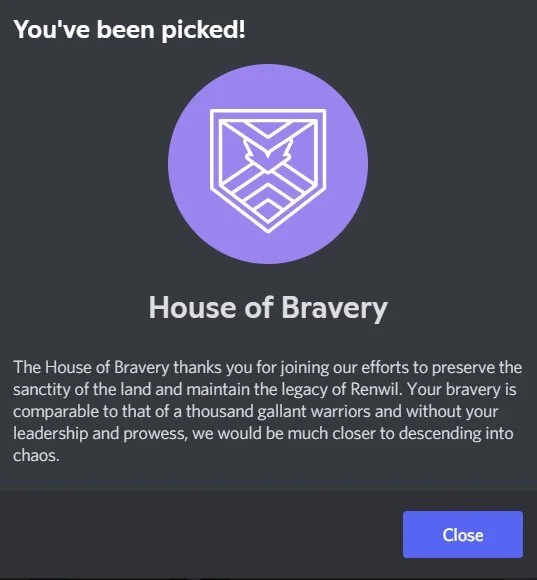 You've been picked!
House of Bravery
The House of Bravery thanks you for joining our efforts to preserve the
sanctity of the land and maintain the legacy of Renwil. Your bravery is
comparable to that of a thousand gallant warriors and without your
leadership and prowess, we would be much closer to descending into
chaos.
Close